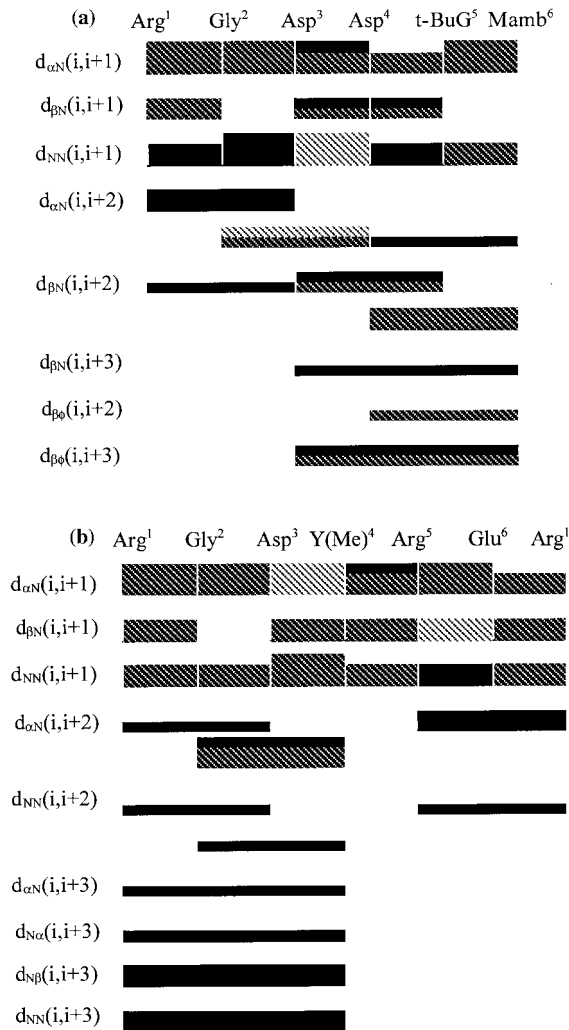 (a) Arg¹ Gly² Asp³ Asp⁴ t-BuG⁵ Mamb⁶
dαN(i,i+1)
dβN(i,i+1)
dNN(i,i+1)
dαN(i,i+2)
dβN(i,i+2)
dβN(i,i+3)
dβϕ(i,i+2)
dβϕ(i,i+3)
(b) Arg¹ Gly² Asp³ Y(Me)⁴ Arg⁵ Glu⁶ Arg¹
dαN(i,i+1)
dβN(i,i+1)
dNN(i,i+1)
dαN(i,i+2)
dNN(i,i+2)
dαN(i,i+3)
dNα(i,i+3)
dNβ(i,i+3)
dNN(i,i+3)